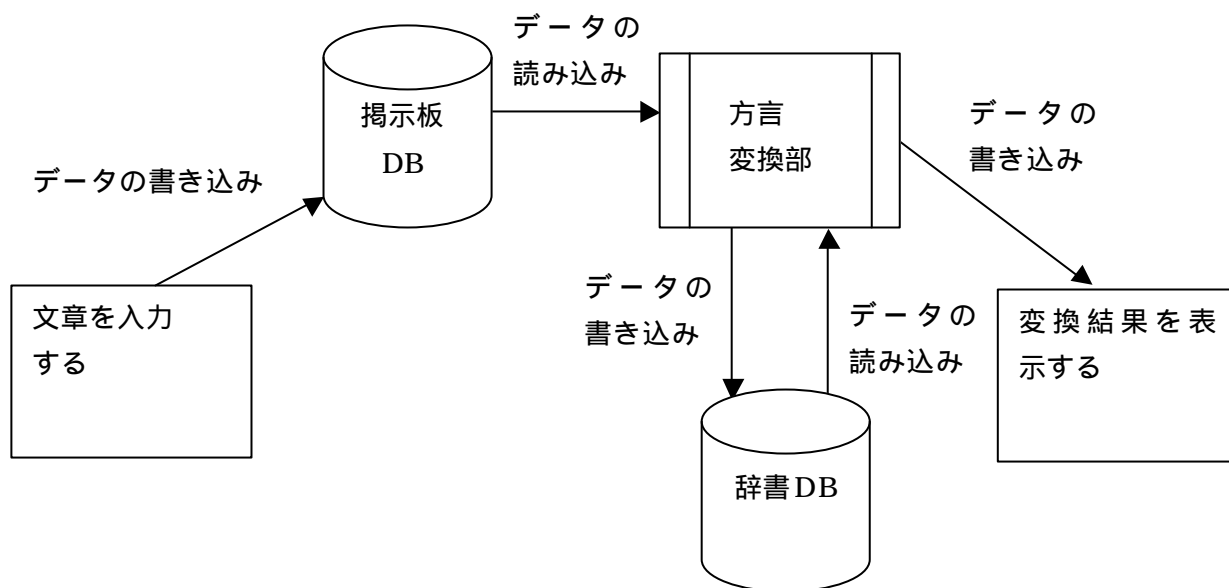 データの
読み込み
掲示板
DB
方言
変換部
データの
書き込み
データの書き込み
文章を入力
する
データの
書き込み
データの
読み込み
変換結果を表
示する
辞書DB